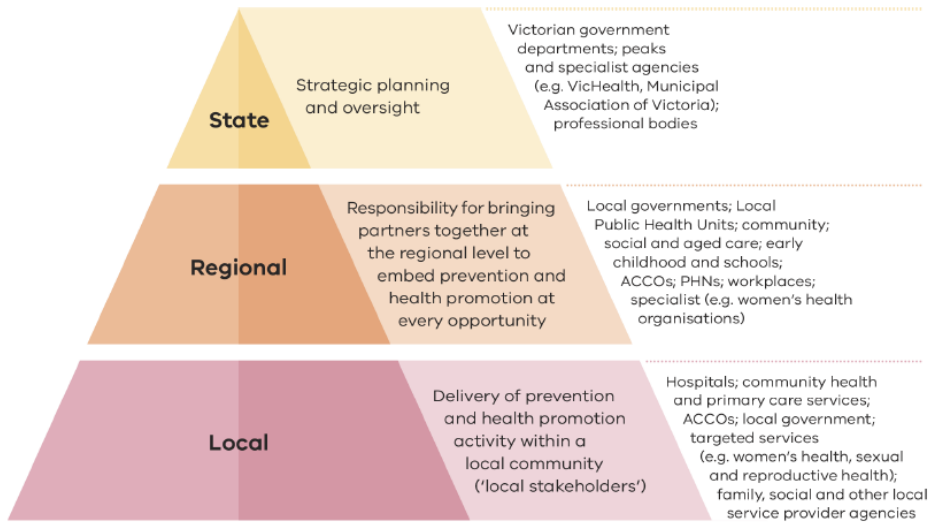 State
Strategic planning
and oversight
Victorian government
departments; peaks
and specialist agencies
(e.g. VicHealth, Municipal
Association of Victoria);
professional bodies
Regional
Responsibility for bringing
partners together at
the regional level to
embed prevention and
health promotion at
every opportunity
Local governments; Local
Public Health Units; community;
social and aged care; early
childhood and schools;
ACCOs; PHNs; workplaces;
specialist (e.g. women's health
organisations)
Local
Delivery of prevention
and health promotion
activity within a
local community
('local stakeholders')
Hospitals; community health
and primary care services;
ACCOs; local government;
targeted services
(e.g. women's health, sexual
and reproductive health);
family, social and other local
service provider agencies